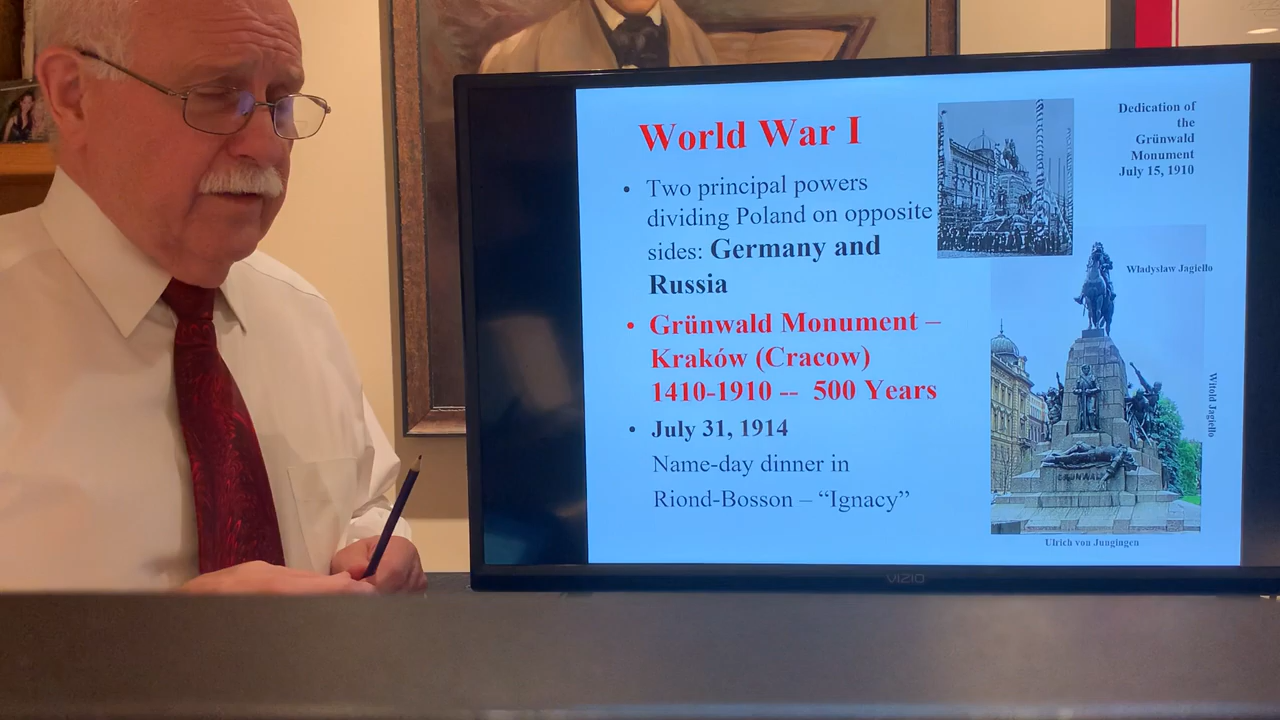 World War I
• Two principal powers
dividing Poland on opposite
sides: Germany and
Russia
• Grünwald Monument –
Kraków (Cracow)
1410-1910 -- 500 Years
• July 31, 1914
Name-day dinner in
Riond-Bosson – “Ignacy”
Dedication of
the
Grünwald
Monument
July 15, 1910
Władysław Jagiello
Witold Jagiello
GRUNWALD
Ulrich von Jungingen
VIZIO